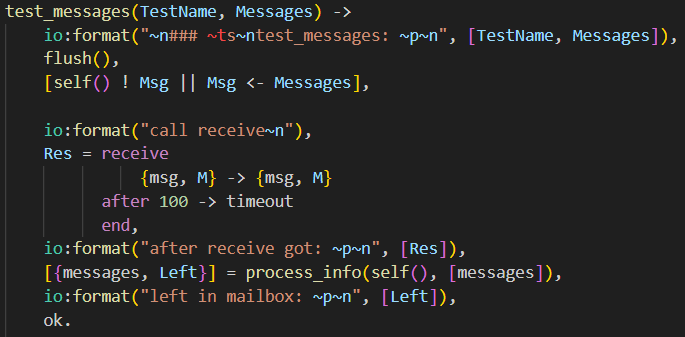 test_messages(TestName, Messages) ->
    io:format("~n### ~ts~ntest_messages: ~p~n", [TestName, Messages]),
    flush(),
    [self() ! Msg || Msg <- Messages],

    io:format("call receive~n"),
    Res = receive
              {msg, M} -> {msg, M}
          after 100 -> timeout
          end,
    io:format("after receive got: ~p~n", [Res]),
    [{messages, Left}] = process_info(self(), [messages]),
    io:format("left in mailbox: ~p~n", [Left]),
    ok.